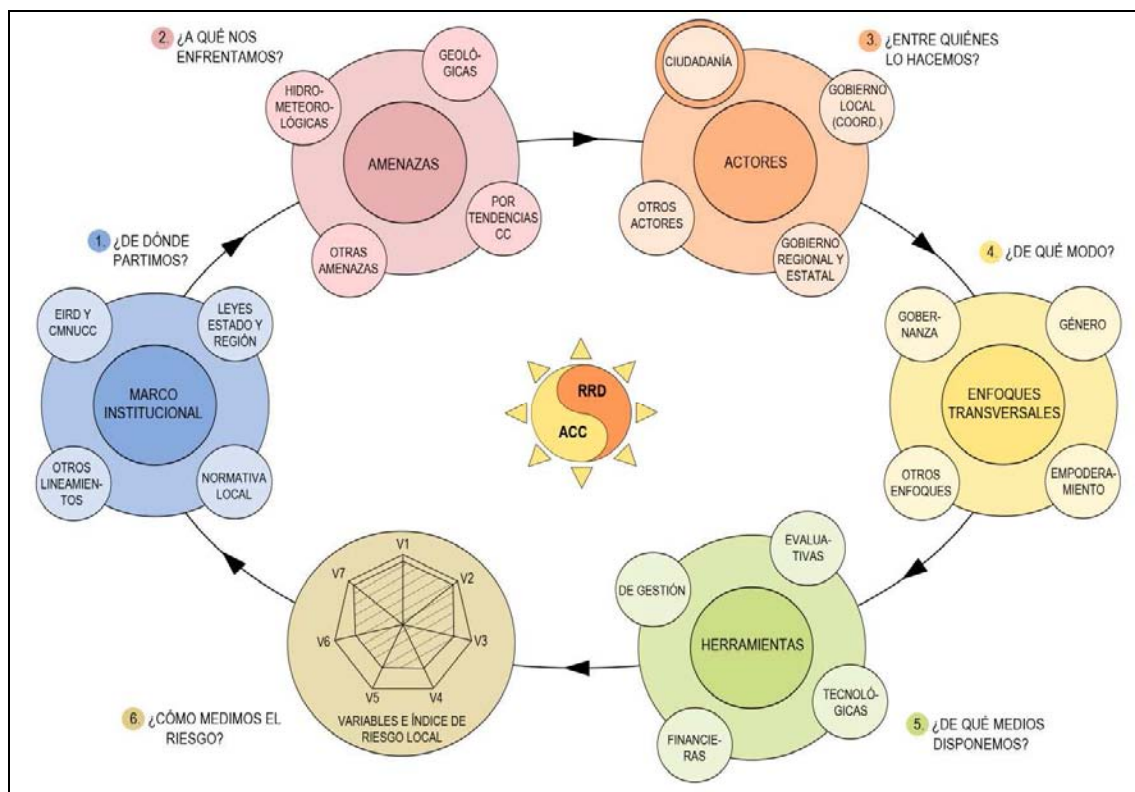 2. ¿A QUÉ NOS
ENFRENTAMOS?
GEOLÓ-
GICAS
HIDRO-
METEORO-
LÓGICAS
AMENAZAS
POR
TENDENCIAS
CC
OTRAS
AMENAZAS
3. ¿ENTRE QUIÉNES
LO HACEMOS?
CIUDADANÍA
GOBIERNO
LOCAL
(COORD.)
ACTORES
OTROS
ACTORES
GOBIERNO
REGIONAL Y
ESTATAL
1. ¿DE DÓNDE
PARTIMOS?
EIRD Y
CMNUCC
LEYES
ESTADO Y
REGIÓN
MARCO
INSTITUCIONAL
OTROS
LINEAMIEN-
TOS
NORMATIVA
LOCAL
RRD
ACC
4. ¿DE QUÉ MODO?
GOBER-
NANZA
GÉNERO
ENFOQUES
TRANSVERSALES
OTROS
ENFOQUES
EMPODERA-
MIENTO
V1
V2
V3
V4
V5
V6
V7
VARIABLES E ÍNDICE DE
RIESGO LOCAL
6. ¿CÓMO MEDIMOS EL
RIESGO?
EVALUA-
TIVAS
DE GESTIÓN
HERRAMIENTAS
TECNOLÓ-
GICAS
FINANCIE-
RAS
5. ¿DE QUÉ MEDIOS
DISPONEMOS?